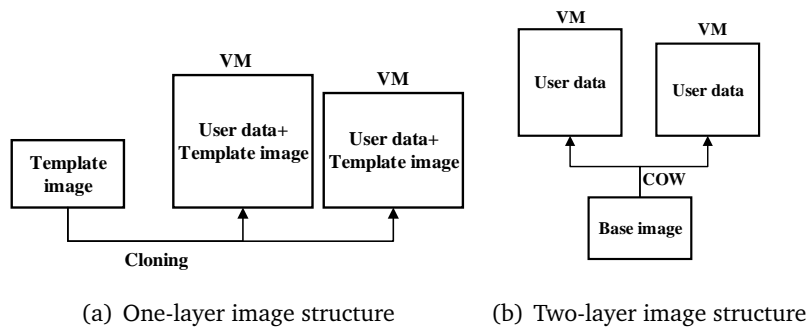 VM
User data+
Template image
VM
User data+
Template image
Template
image
Cloning
(a) One-layer image structure
VM
User data
VM
User data
COW
Base image
(b) Two-layer image structure